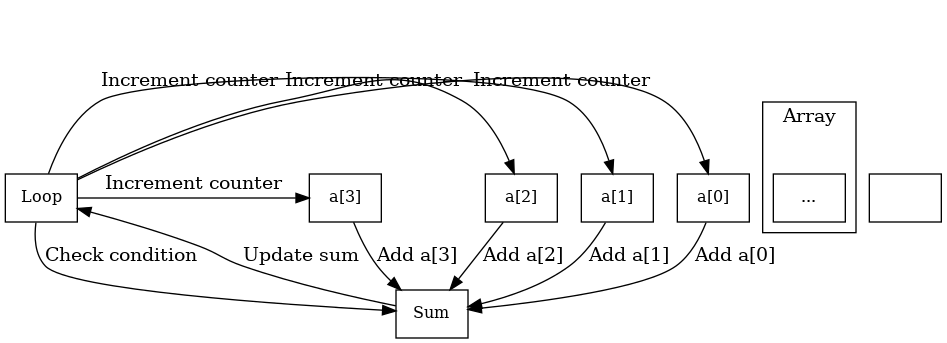 Increment counter Increment counter Increment counter
Array
Loop
Increment counter
a[3]
a[2]
a[1]
a[0]
...
Check condition
Update sum
Add a[3]
Add a[2]
Add a[1]
Add a[0]
Sum